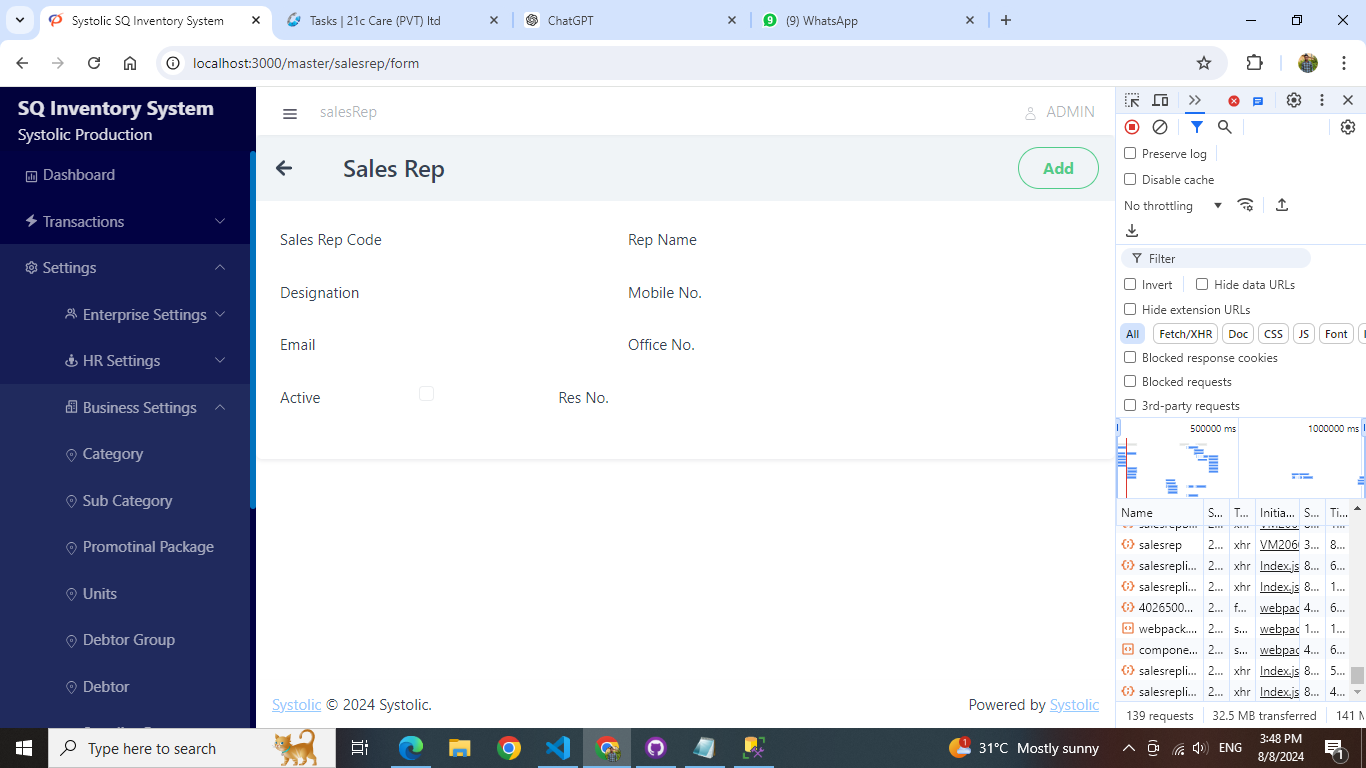 Systolic SQ Inventory System
Tasks | 21c Care (PVT) ltd
ChatGPT
(9) WhatsApp
localhost:3000/master/salesrep/form
SQ Inventory System
Systolic Production
Dashboard
Transactions
Settings
Enterprise Settings
HR Settings
Business Settings
Category
Sub Category
Promotinal Package
Units
Debtor Group
Debtor
salesRep
ADMIN
Sales Rep
Add
Sales Rep Code
Rep Name
Designation
Mobile No.
Email
Office No.
Active
Res No.
Systolic © 2024 Systolic.
Powered by Systolic
Preserve log
Disable cache
No throttling
Filter
Invert
Hide data URLs
Hide extension URLs
All
Fetch/XHR
Doc
CSS
JS
Font
Blocked response cookies
Blocked requests
3rd-party requests
500000 ms
1000000 ms
Name S... T... Initia... S... Ti...
salesrep 2... xhr VM206 3... 8...
salesrepli... 2... xhr Index.js 8... 6...
salesrepli... 2... xhr Index.js 8... 1...
4026500... 2... f... webpac 4... 6...
webpack.... 2... s... webpac 1... 1...
compone... 2... s... webpac 4... 6...
salesrepli... 2... xhr Index.js 8... 5...
salesrepli... 2... xhr Index.js 8... 4...
139 requests
32.5 MB transferred
141 M
Type here to search
31°C Mostly sunny
ENG
3:48 PM
8/8/2024
1